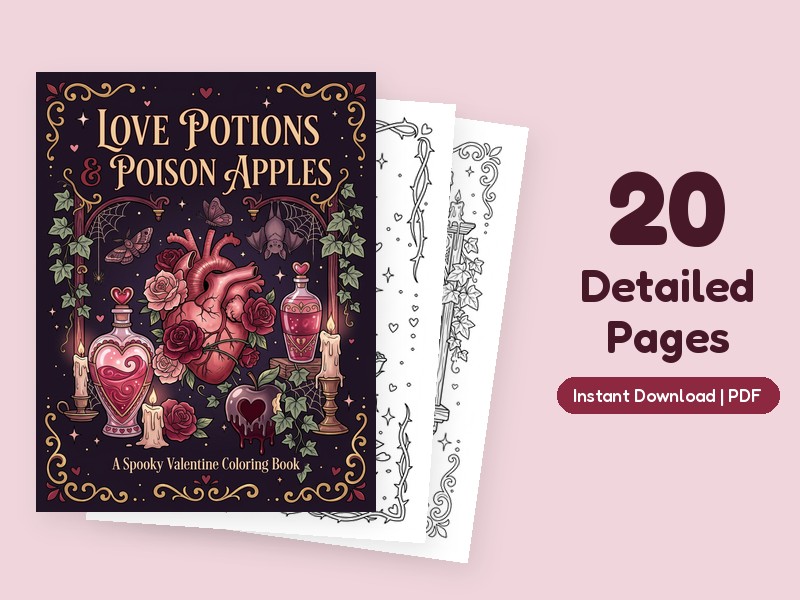 Love Potions
& Poison Apples
A Spooky Valentine Coloring Book
20
Detailed
Pages
Instant Download | PDF